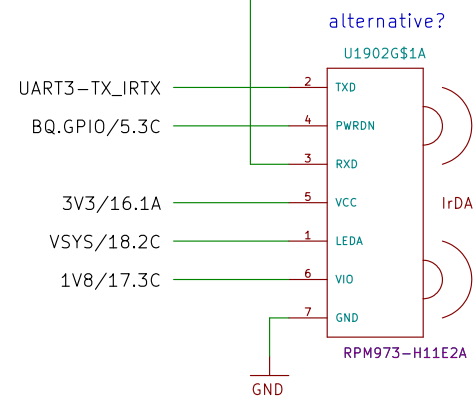 alternative?
U1902G$1A
UART3-TX_IRTX 2 TXD
BQ.GPIO/5.3C 4 PWRDN
3 RXD
3V3/16.1A 5 VCC IrDA
VSYS/18.2C 1 LEDA
1V8/17.3C 6 VIO
7 GND
RPM973-H11E2A
GND